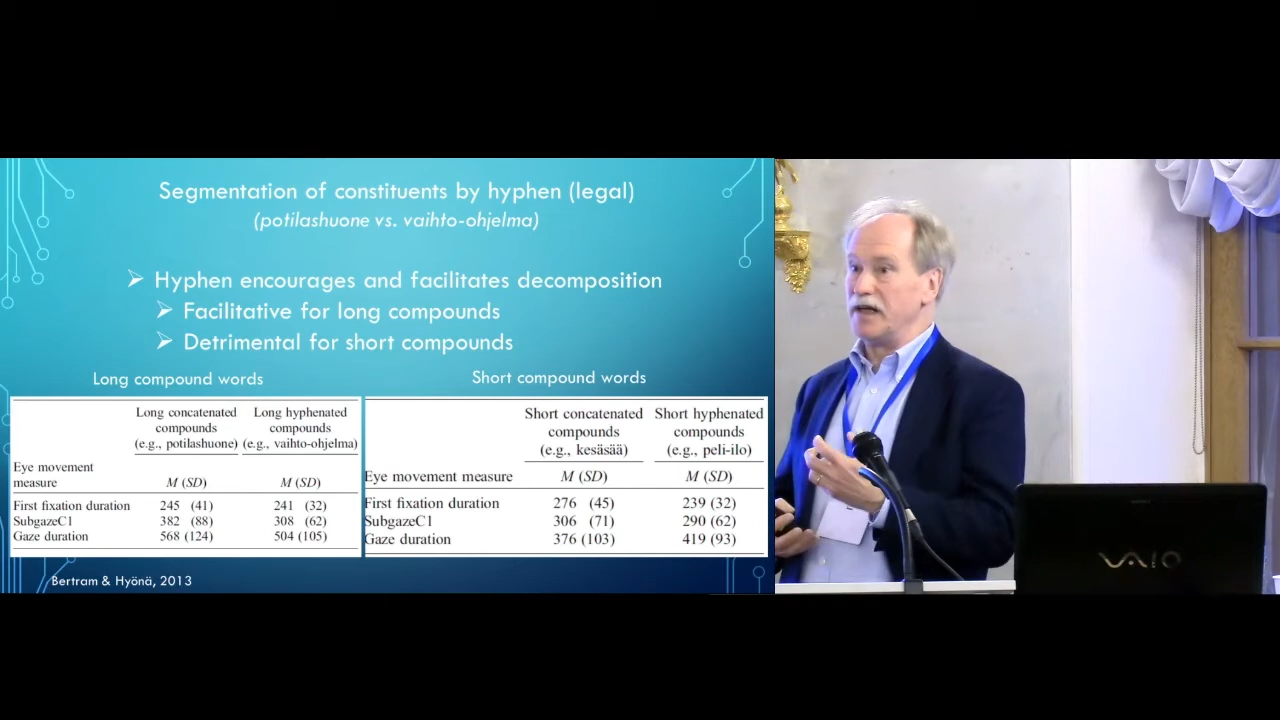 Segmentation of constituents by hyphen (legal)
(potilashuone vs. vaihto-ohjelma)
Hyphen encourages and facilitates decomposition
Facilitative for long compounds
Detrimental for short compounds
Long compound words
Long concatenated compounds (e.g., potilashuone)
Long hyphenated compounds (e.g., vaihto-ohjelma)
Eye movement measure M (SD) M (SD)
First fixation duration 245 (41) 241 (32)
SubgazeC1 382 (88) 308 (62)
Gaze duration 568 (124) 504 (105)
Short compound words
Short concatenated compounds (e.g., kesäsää)
Short hyphenated compounds (e.g., peli-ilo)
Eye movement measure M (SD) M (SD)
First fixation duration 276 (45) 239 (32)
SubgazeC1 306 (71) 290 (62)
Gaze duration 376 (103) 419 (93)
Bertram & Hyönä, 2013
VAIO